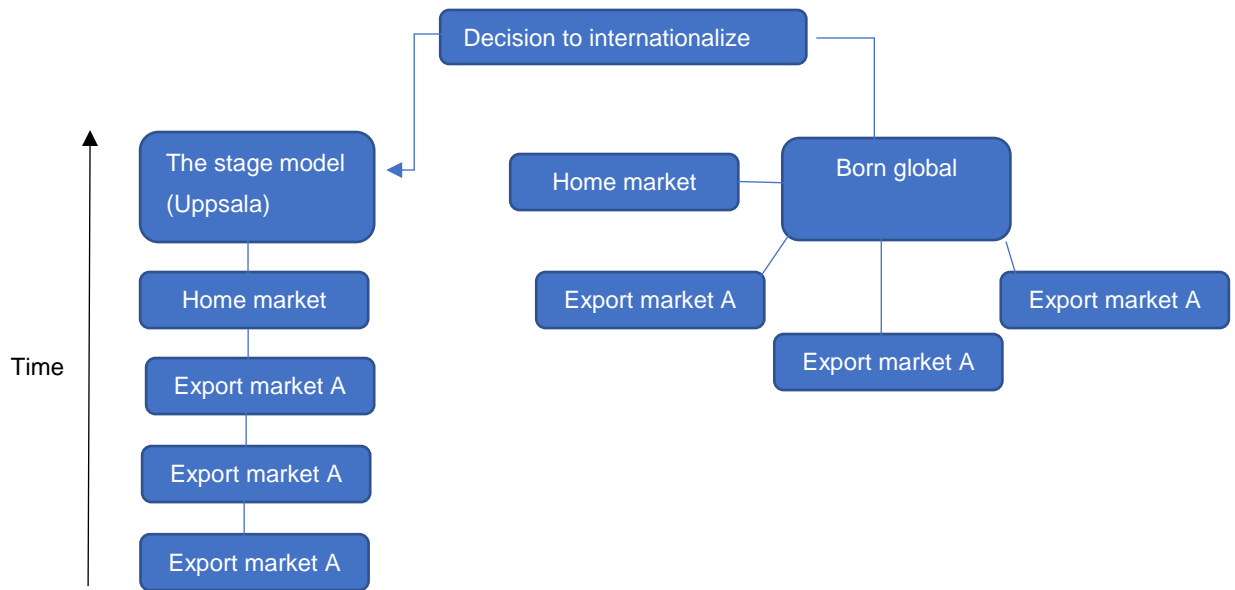 Decision to internationalize
The stage model
(Uppsala)
Born global
Home market
Home market
Export market A
Export market A
Export market A
Time
Export market A
Export market A
Export market A